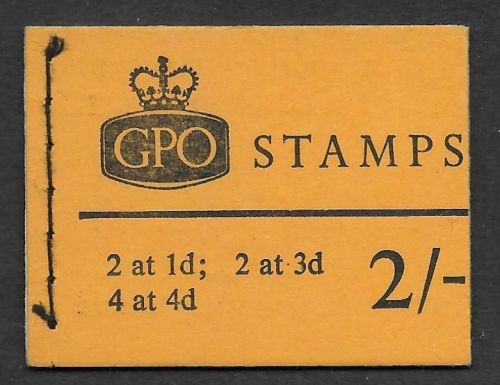 GPO STAMPS
2 at 1d; 2 at 3d
4 at 4d
2/-